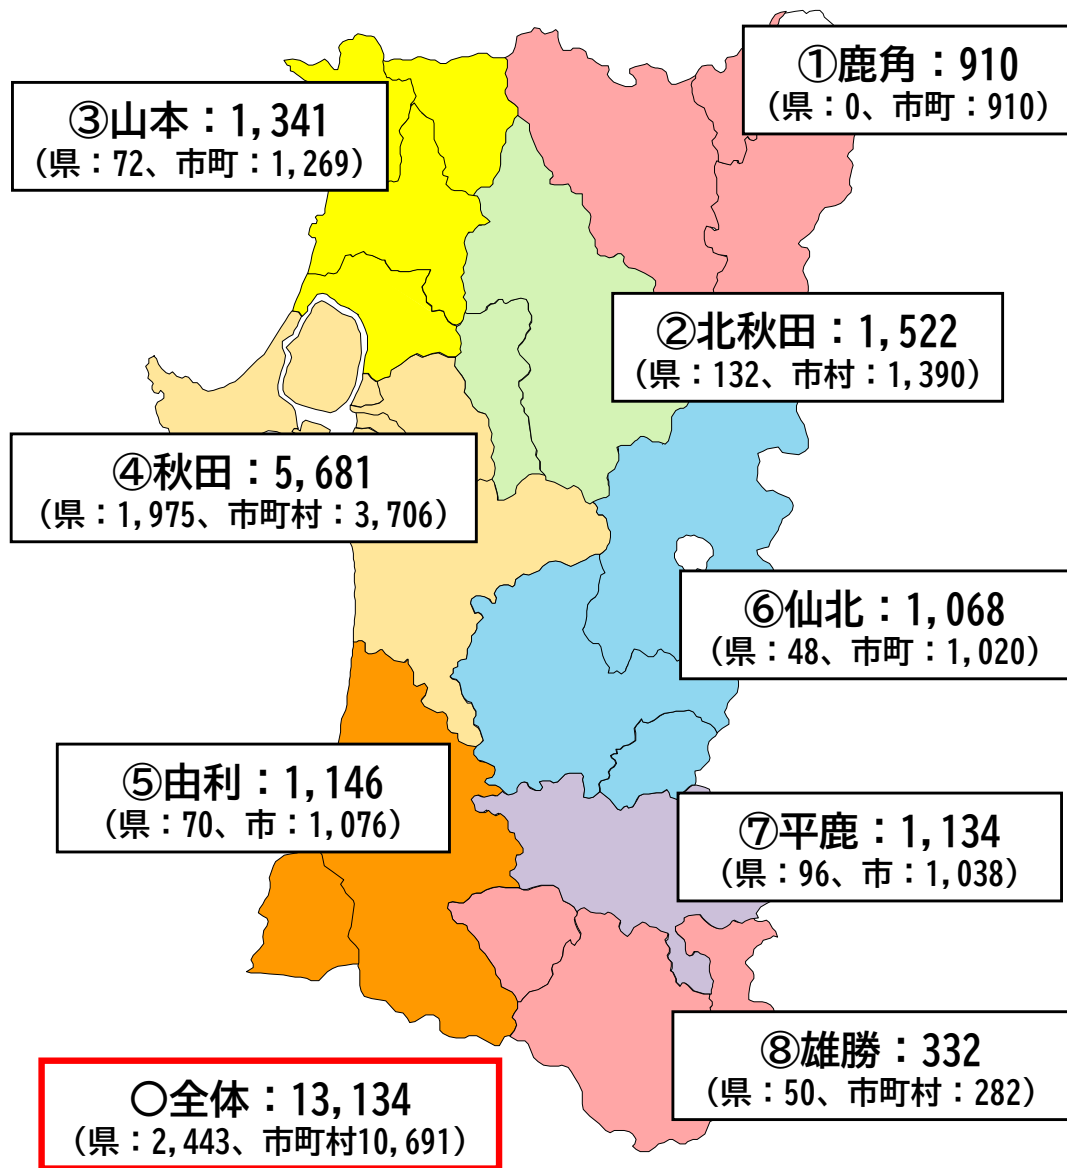 ①鹿角：910
（県：0、市町：910）
③山本：1,341
（県：72、市町：1,269）
②北秋田：1,522
（県：132、市村：1,390）
④秋田：5,681
（県：1,975、市町村：3,706）
⑥仙北：1,068
（県：48、市町：1,020）
⑤由利：1,146
（県：70、市：1,076）
⑦平鹿：1,134
（県：96、市：1,038）
⑧雄勝：332
（県：50、市町村：282）
〇全体：13,134
（県：2,443、市町村10,691）